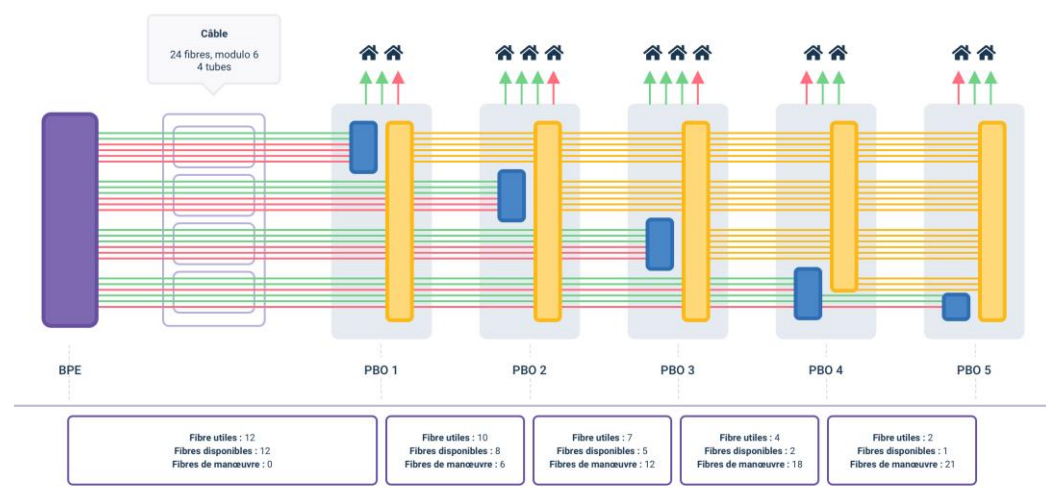 Câble
24 fibres, modulo 6
4 tubes
BPE
PBO 1
PBO 2
PBO 3
PBO 4
PBO 5
Fibre utiles : 12
Fibres disponibles : 12
Fibres de manœuvre : 0
Fibre utiles : 10
Fibres disponibles : 8
Fibres de manœuvre : 6
Fibre utiles : 7
Fibres disponibles : 5
Fibres de manœuvre : 12
Fibre utiles : 4
Fibres disponibles : 2
Fibres de manœuvre : 18
Fibre utiles : 2
Fibres disponibles : 1
Fibres de manœuvre : 21